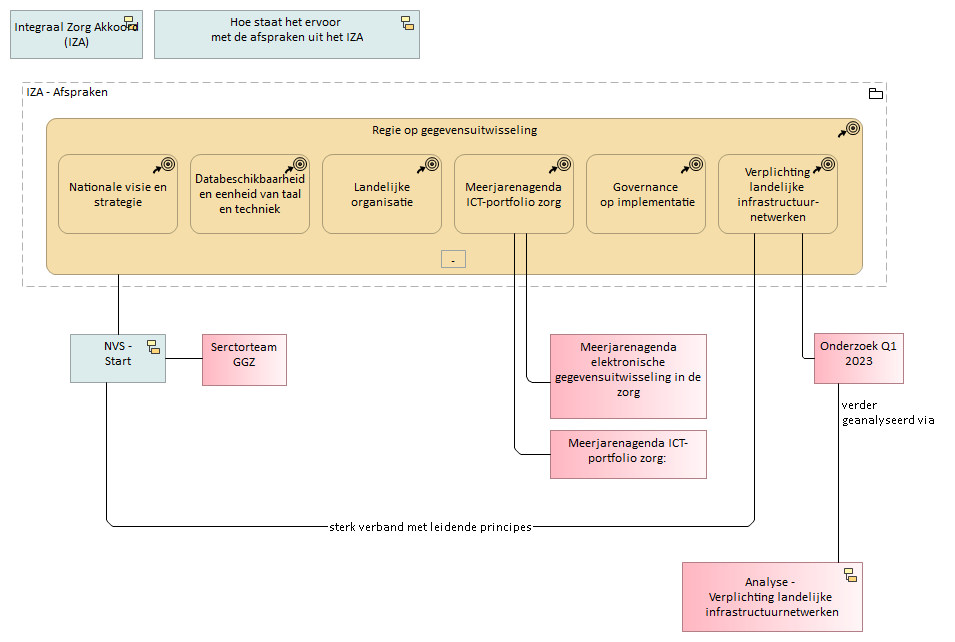 Integraal Zorg Akkoord
(IZA)
Hoe staat het ervoor
met de afspraken uit het IZA
IZA - Afspraken
Regie op gegevensuitwisseling
Nationale visie en
strategie
Databeschikbaarheid
en eenheid van taal
en techniek
Landelijke
organisatie
Meerjarenagenda
ICT-portfolio zorg
Governance
op implementatie
Verplichting
landelijke
infrastructuur-
netwerken
-
NVS -
Start
Serctorteam
GGZ
Meerjarenagenda
elektronische
gegevensuitwisseling in de
zorg
Onderzoek Q1
2023
verder
geanalyseerd via
Meerjarenagenda ICT-
portfolio zorg:
sterk verband met leidende principes
Analyse -
Verplichting landelijke
infrastructuurnetwerken